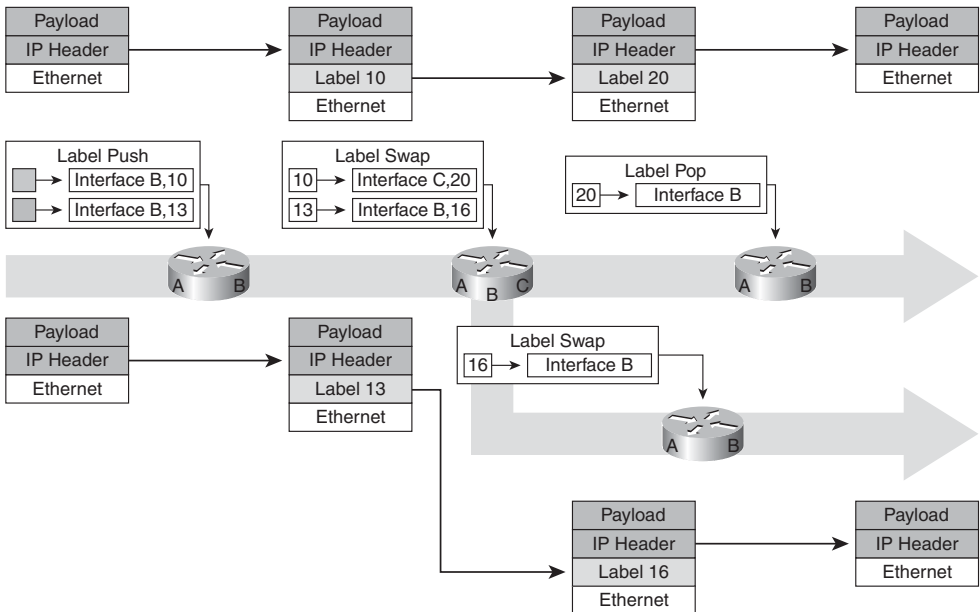 Payload
IP Header
Ethernet
Payload
IP Header
Label 10
Ethernet
Payload
IP Header
Label 20
Ethernet
Payload
IP Header
Ethernet
Label Push
Interface B,10
Interface B,13
Label Swap
10 Interface C,20
13 Interface B,16
Label Pop
20 Interface B
A B
A B C
A B
Payload
IP Header
Ethernet
Payload
IP Header
Label 13
Ethernet
Label Swap
16 Interface B
A B
Payload
IP Header
Label 16
Ethernet
Payload
IP Header
Ethernet